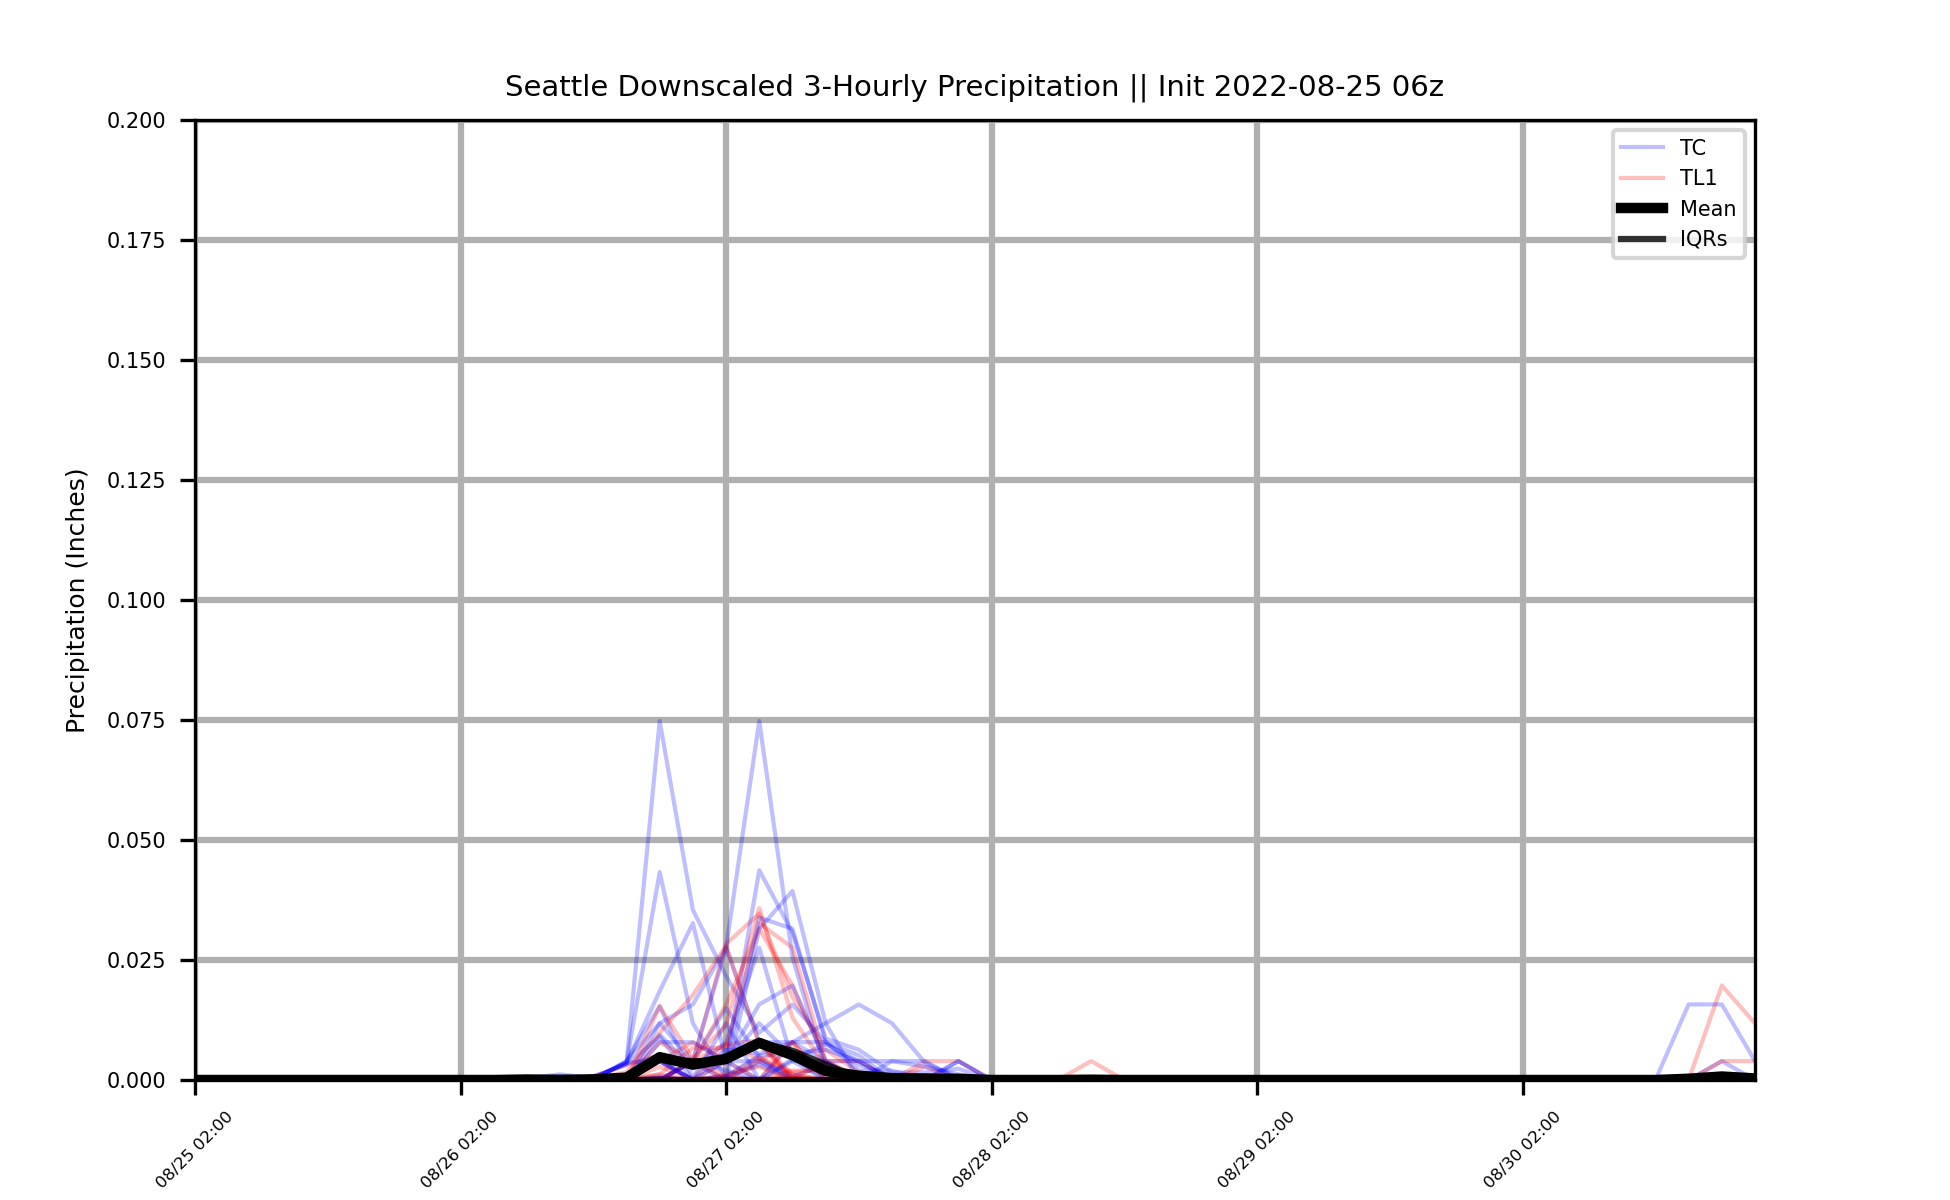 Seattle Downscaled 3-Hourly Precipitation || Init 2022-08-25 06z
TC
TL1
Mean
IQRs
Precipitation (Inches)
0.200
0.175
0.150
0.125
0.100
0.075
0.050
0.025
0.000
08/25 02:00
08/26 02:00
08/27 02:00
08/28 02:00
08/29 02:00
08/30 02:00